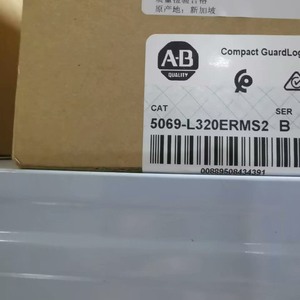 原产地：新加坡
A-B
QUALITY
Compact GuardLog
CAT
SER
5069-L320ERMS2 B
00889508434391